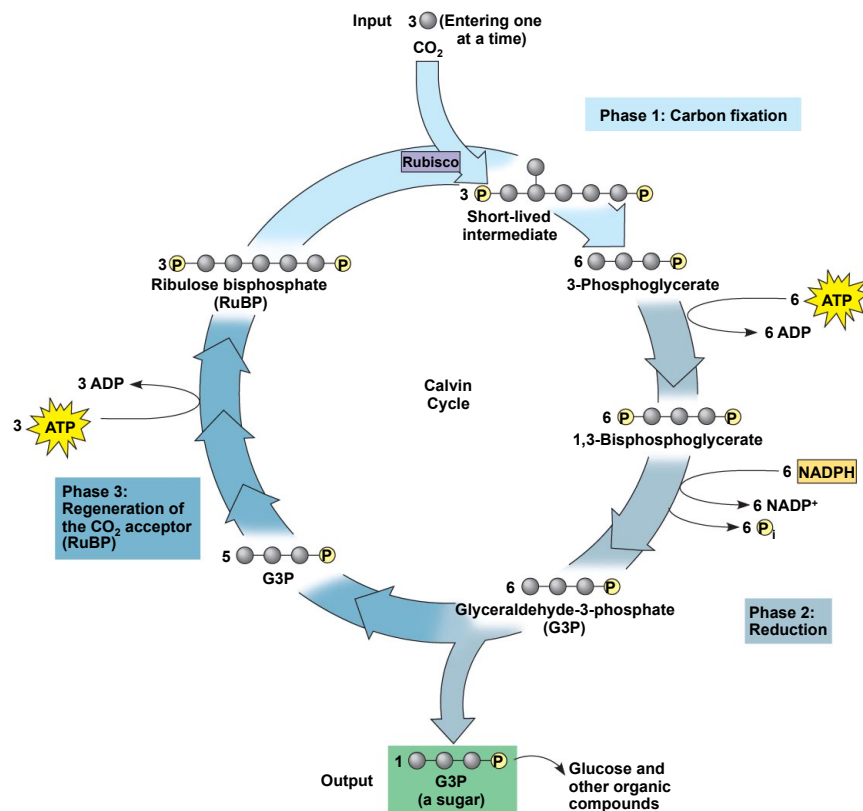 Input 3 (Entering one
at a time)
CO₂
Phase 1: Carbon fixation
Rubisco
3 P P
Short-lived
intermediate
3 P P
Ribulose bisphosphate
(RuBP)
6 P
3-Phosphoglycerate
6 ATP
6 ADP
3 ADP
3 ATP
Calvin
Cycle
6 P P
1,3-Bisphosphoglycerate
6 NADPH
6 NADP⁺
6 Pi
Phase 3:
Regeneration of
the CO₂ acceptor
(RuBP)
5 P
G3P
6 P
Glyceraldehyde-3-phosphate
(G3P)
Phase 2:
Reduction
Output
1 P
G3P
(a sugar)
Glucose and
other organic
compounds